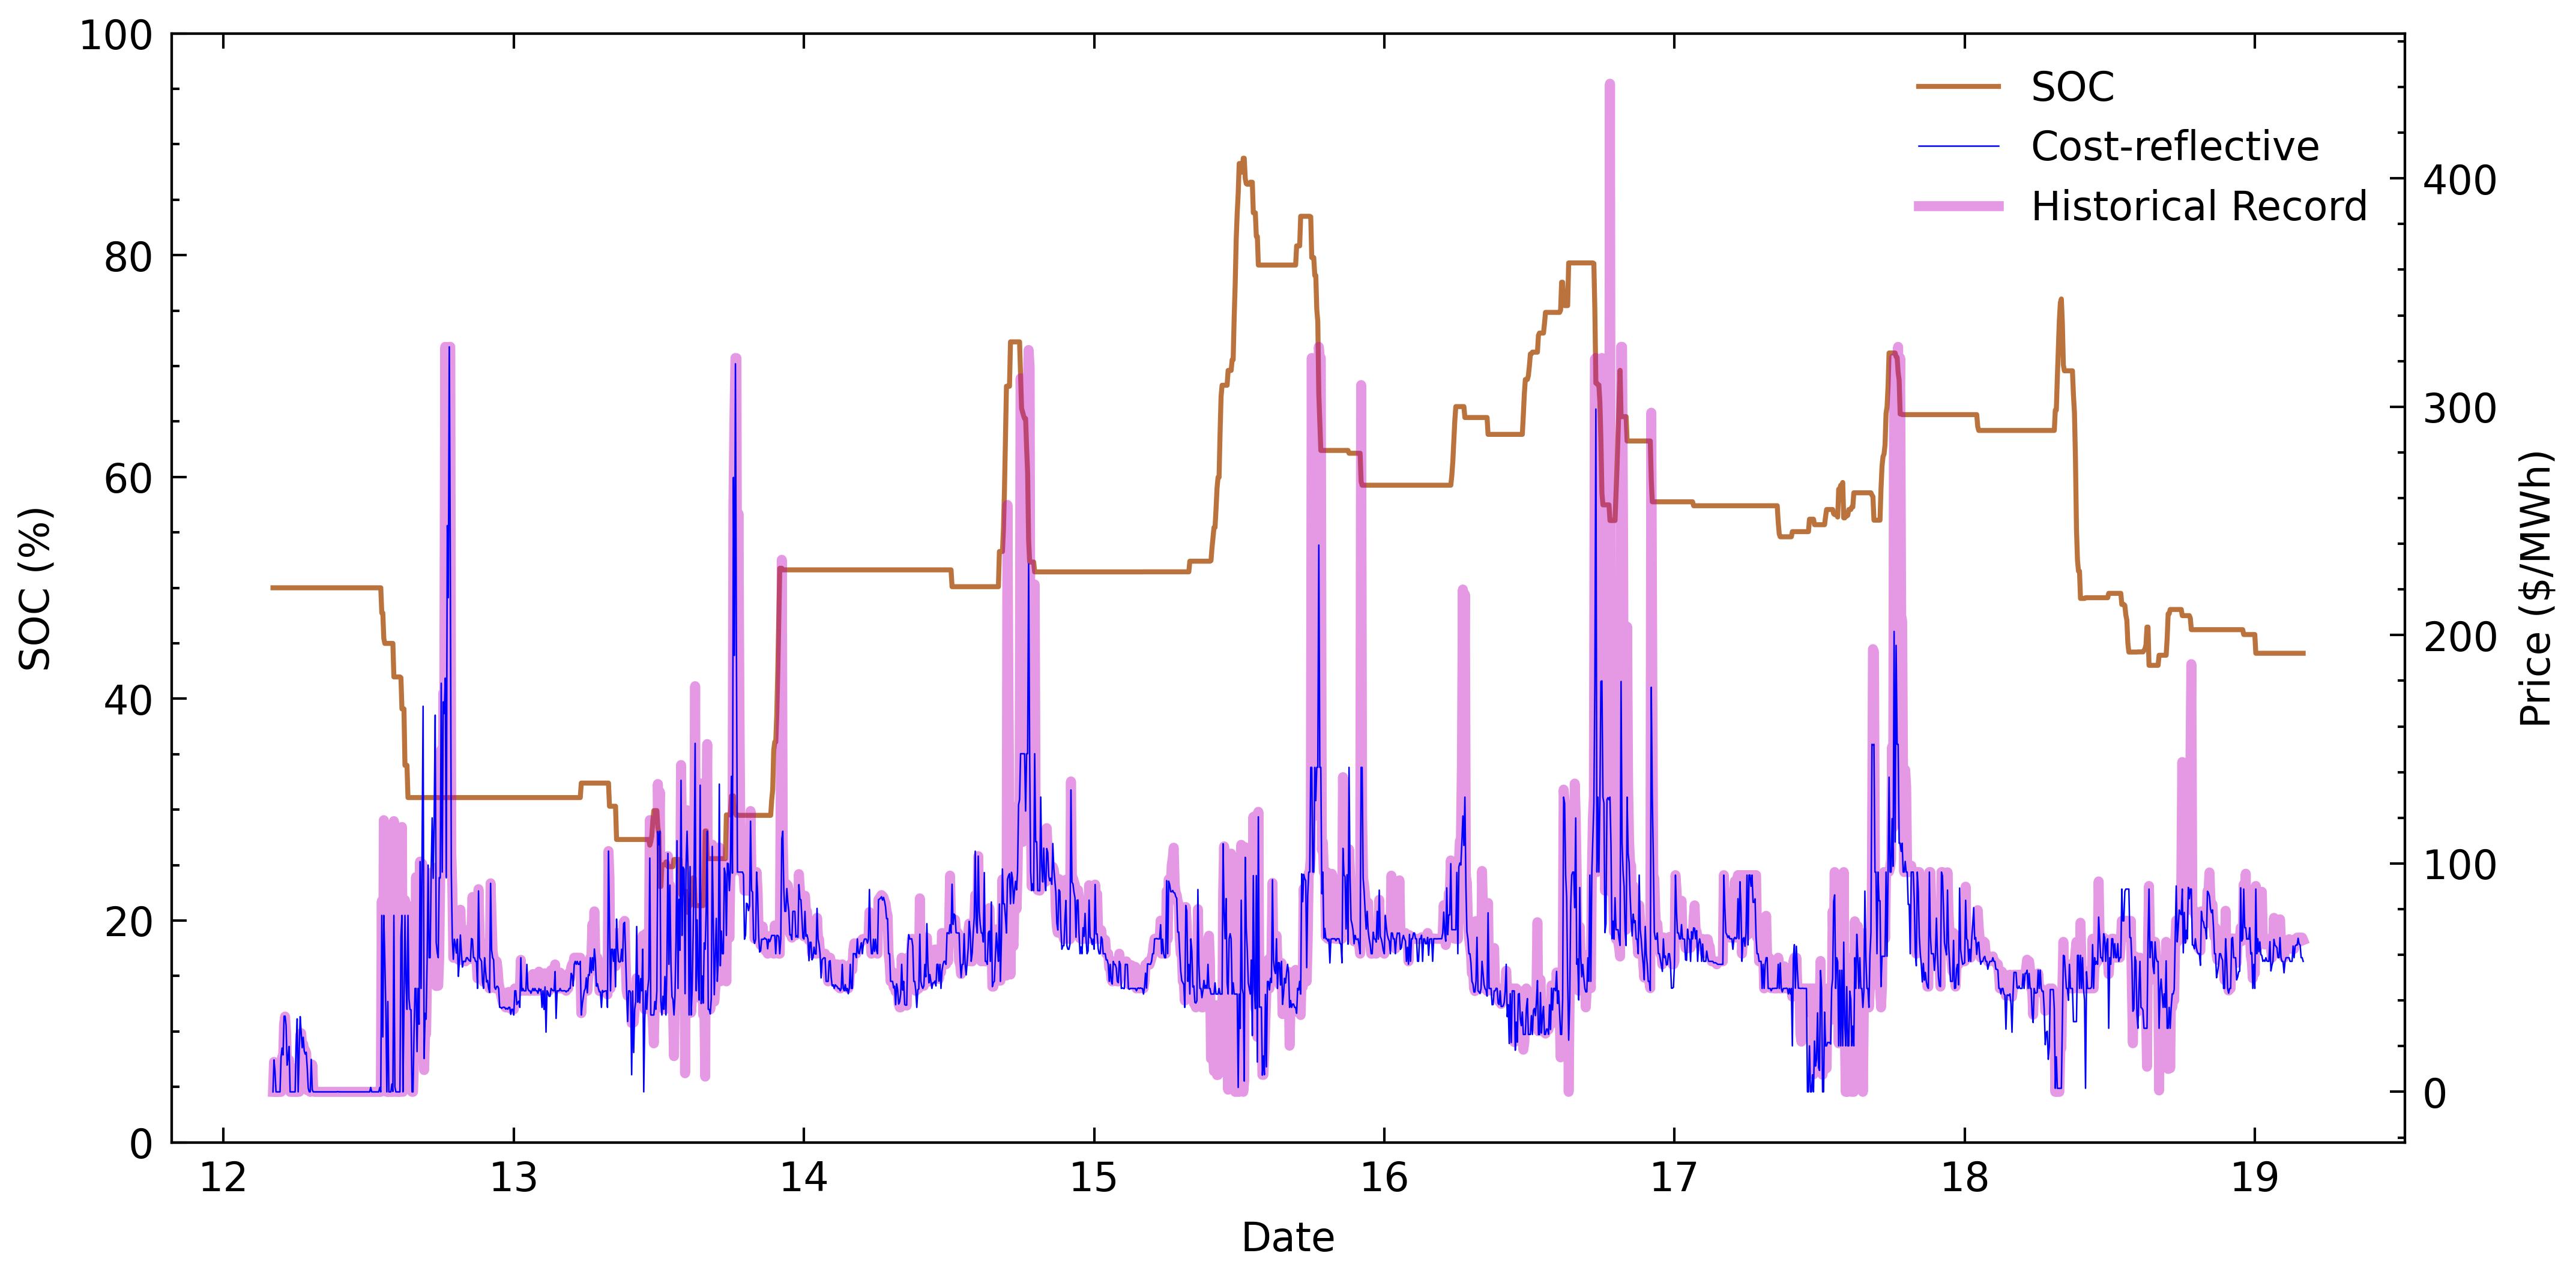 SOC
Cost-reflective
Historical Record
100
80
60
40
20
0
SOC (%)
400
300
200
100
0
Price ($/MWh)
12 13 14 15 16 17 18 19
Date